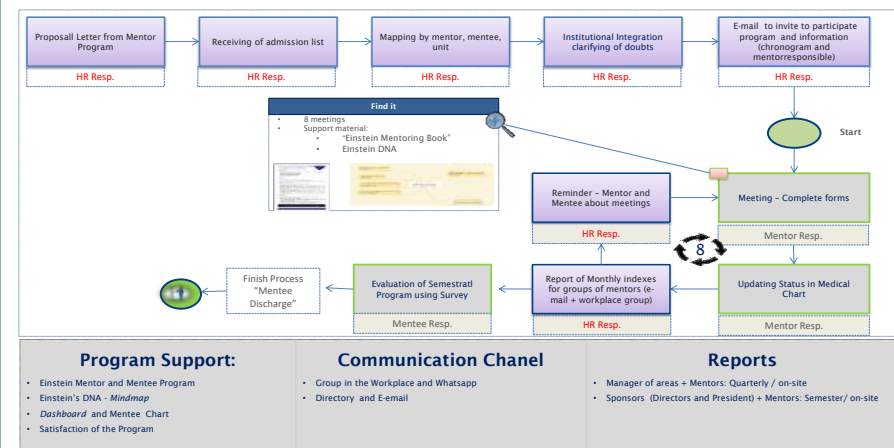 Proposall Letter from Mentor
Program
HR Resp.
Receiving of admission list
HR Resp.
Mapping by mentor, mentee,
unit
HR Resp.
Institutional Integration
clarifying of doubts
HR Resp.
E-mail to invite to participate
program and information
(chronogram and
mentorresponsible)
HR Resp.
Start
Find it
• 8 meetings
• Support material:
• "Einstein Mentoring Book"
• Einstein DNA
Reminder – Mentor and
Mentee about meetings
HR Resp.
Meeting – Complete forms
Mentor Resp.
8
Updating Status in Medical
Chart
Mentor Resp.
Report of Monthly indexes
for groups of mentors (e-
mail + workplace group)
HR Resp.
Evaluation of Semestratl
Program using Survey
Mentee Resp.
Finish Process
"Mentee
Discharge"
Program Support:
• Einstein Mentor and Mentee Program
• Einstein's DNA - Mindmap
• Dashboard and Mentee Chart
• Satisfaction of the Program
Communication Chanel
• Group in the Workplace and Whatsapp
• Directory and E-mail
Reports
• Manager of areas + Mentors: Quarterly / on-site
• Sponsors (Directors and President) + Mentors: Semester/ on-site